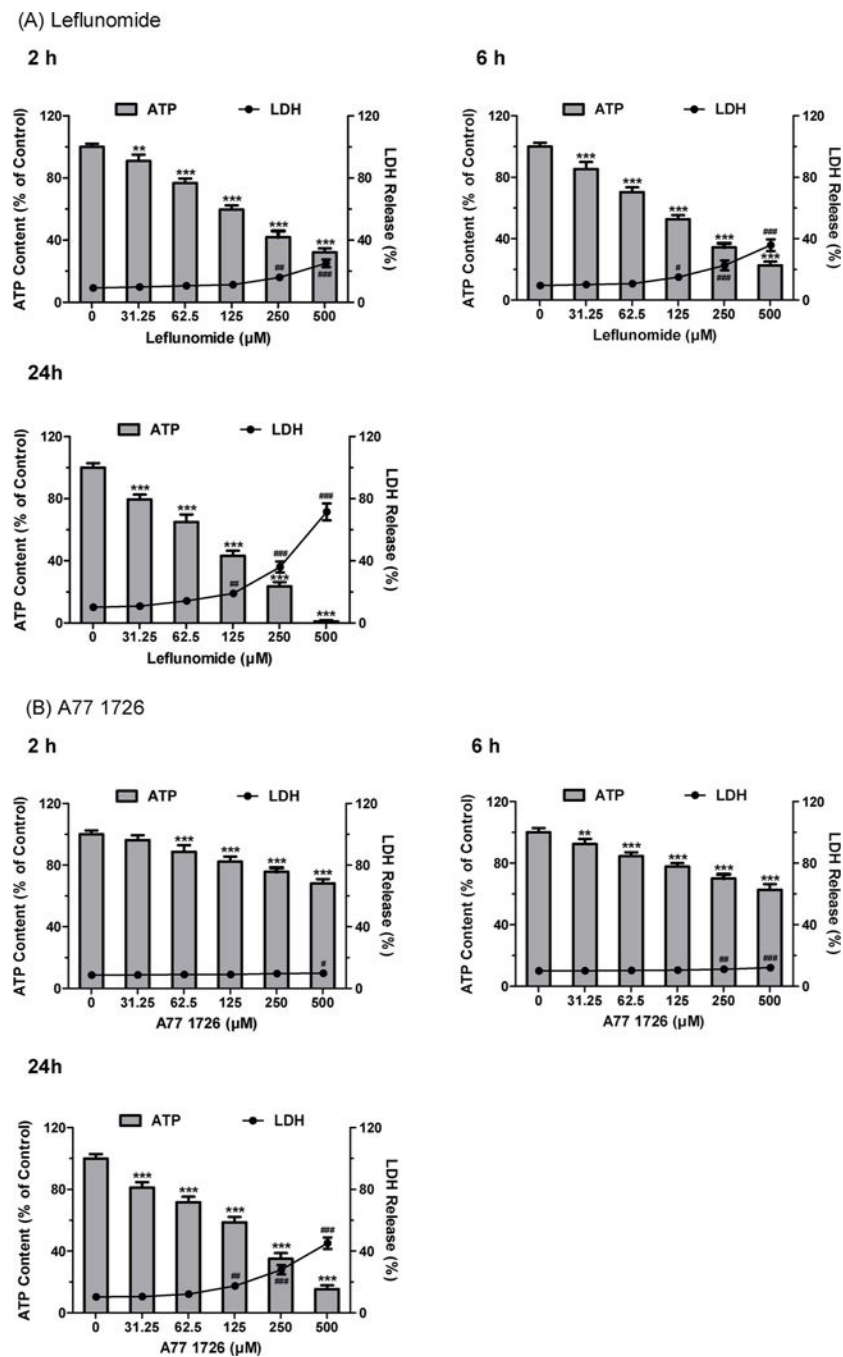 (A) Leflunomide
2 h
ATP LDH
ATP Content (% of Control)
120
80
40
0
**
***
***
***
***
##
###
120
80
40
0
LDH Release (%)
0 31.25 62.5 125 250 500
Leflunomide (µM)
6 h
ATP LDH
ATP Content (% of Control)
120
80
40
0
***
***
***
***
***
#
###
###
120
80
40
0
LDH Release (%)
0 31.25 62.5 125 250 500
Leflunomide (µM)
24h
ATP LDH
ATP Content (% of Control)
120
80
40
0
***
***
***
***
***
##
###
###
120
80
40
0
LDH Release (%)
0 31.25 62.5 125 250 500
Leflunomide (µM)
(B) A77 1726
2 h
ATP LDH
ATP Content (% of Control)
120
80
40
0
***
***
***
***
#
120
80
40
0
LDH Release (%)
0 31.25 62.5 125 250 500
A77 1726 (µM)
6 h
ATP LDH
ATP Content (% of Control)
120
80
40
0
**
***
***
***
***
##
###
120
80
40
0
LDH Release (%)
0 31.25 62.5 125 250 500
A77 1726 (µM)
24h
ATP LDH
ATP Content (% of Control)
120
80
40
0
***
***
***
***
***
##
###
###
120
80
40
0
LDH Release (%)
0 31.25 62.5 125 250 500
A77 1726 (µM)